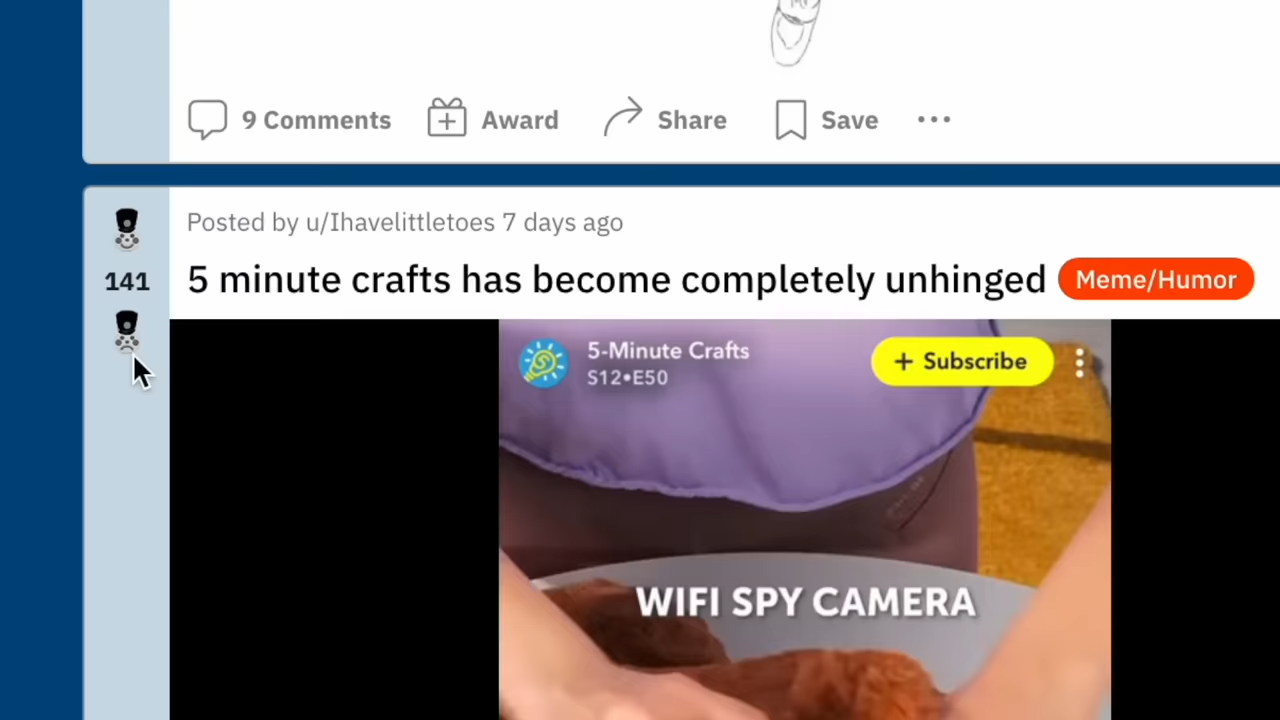 9 Comments
Award
Share
Save
Posted by u/Ihavelittletoes 7 days ago
141
5 minute crafts has become completely unhinged
Meme/Humor
5-Minute Crafts
S12•E50
+ Subscribe
WIFI SPY CAMERA